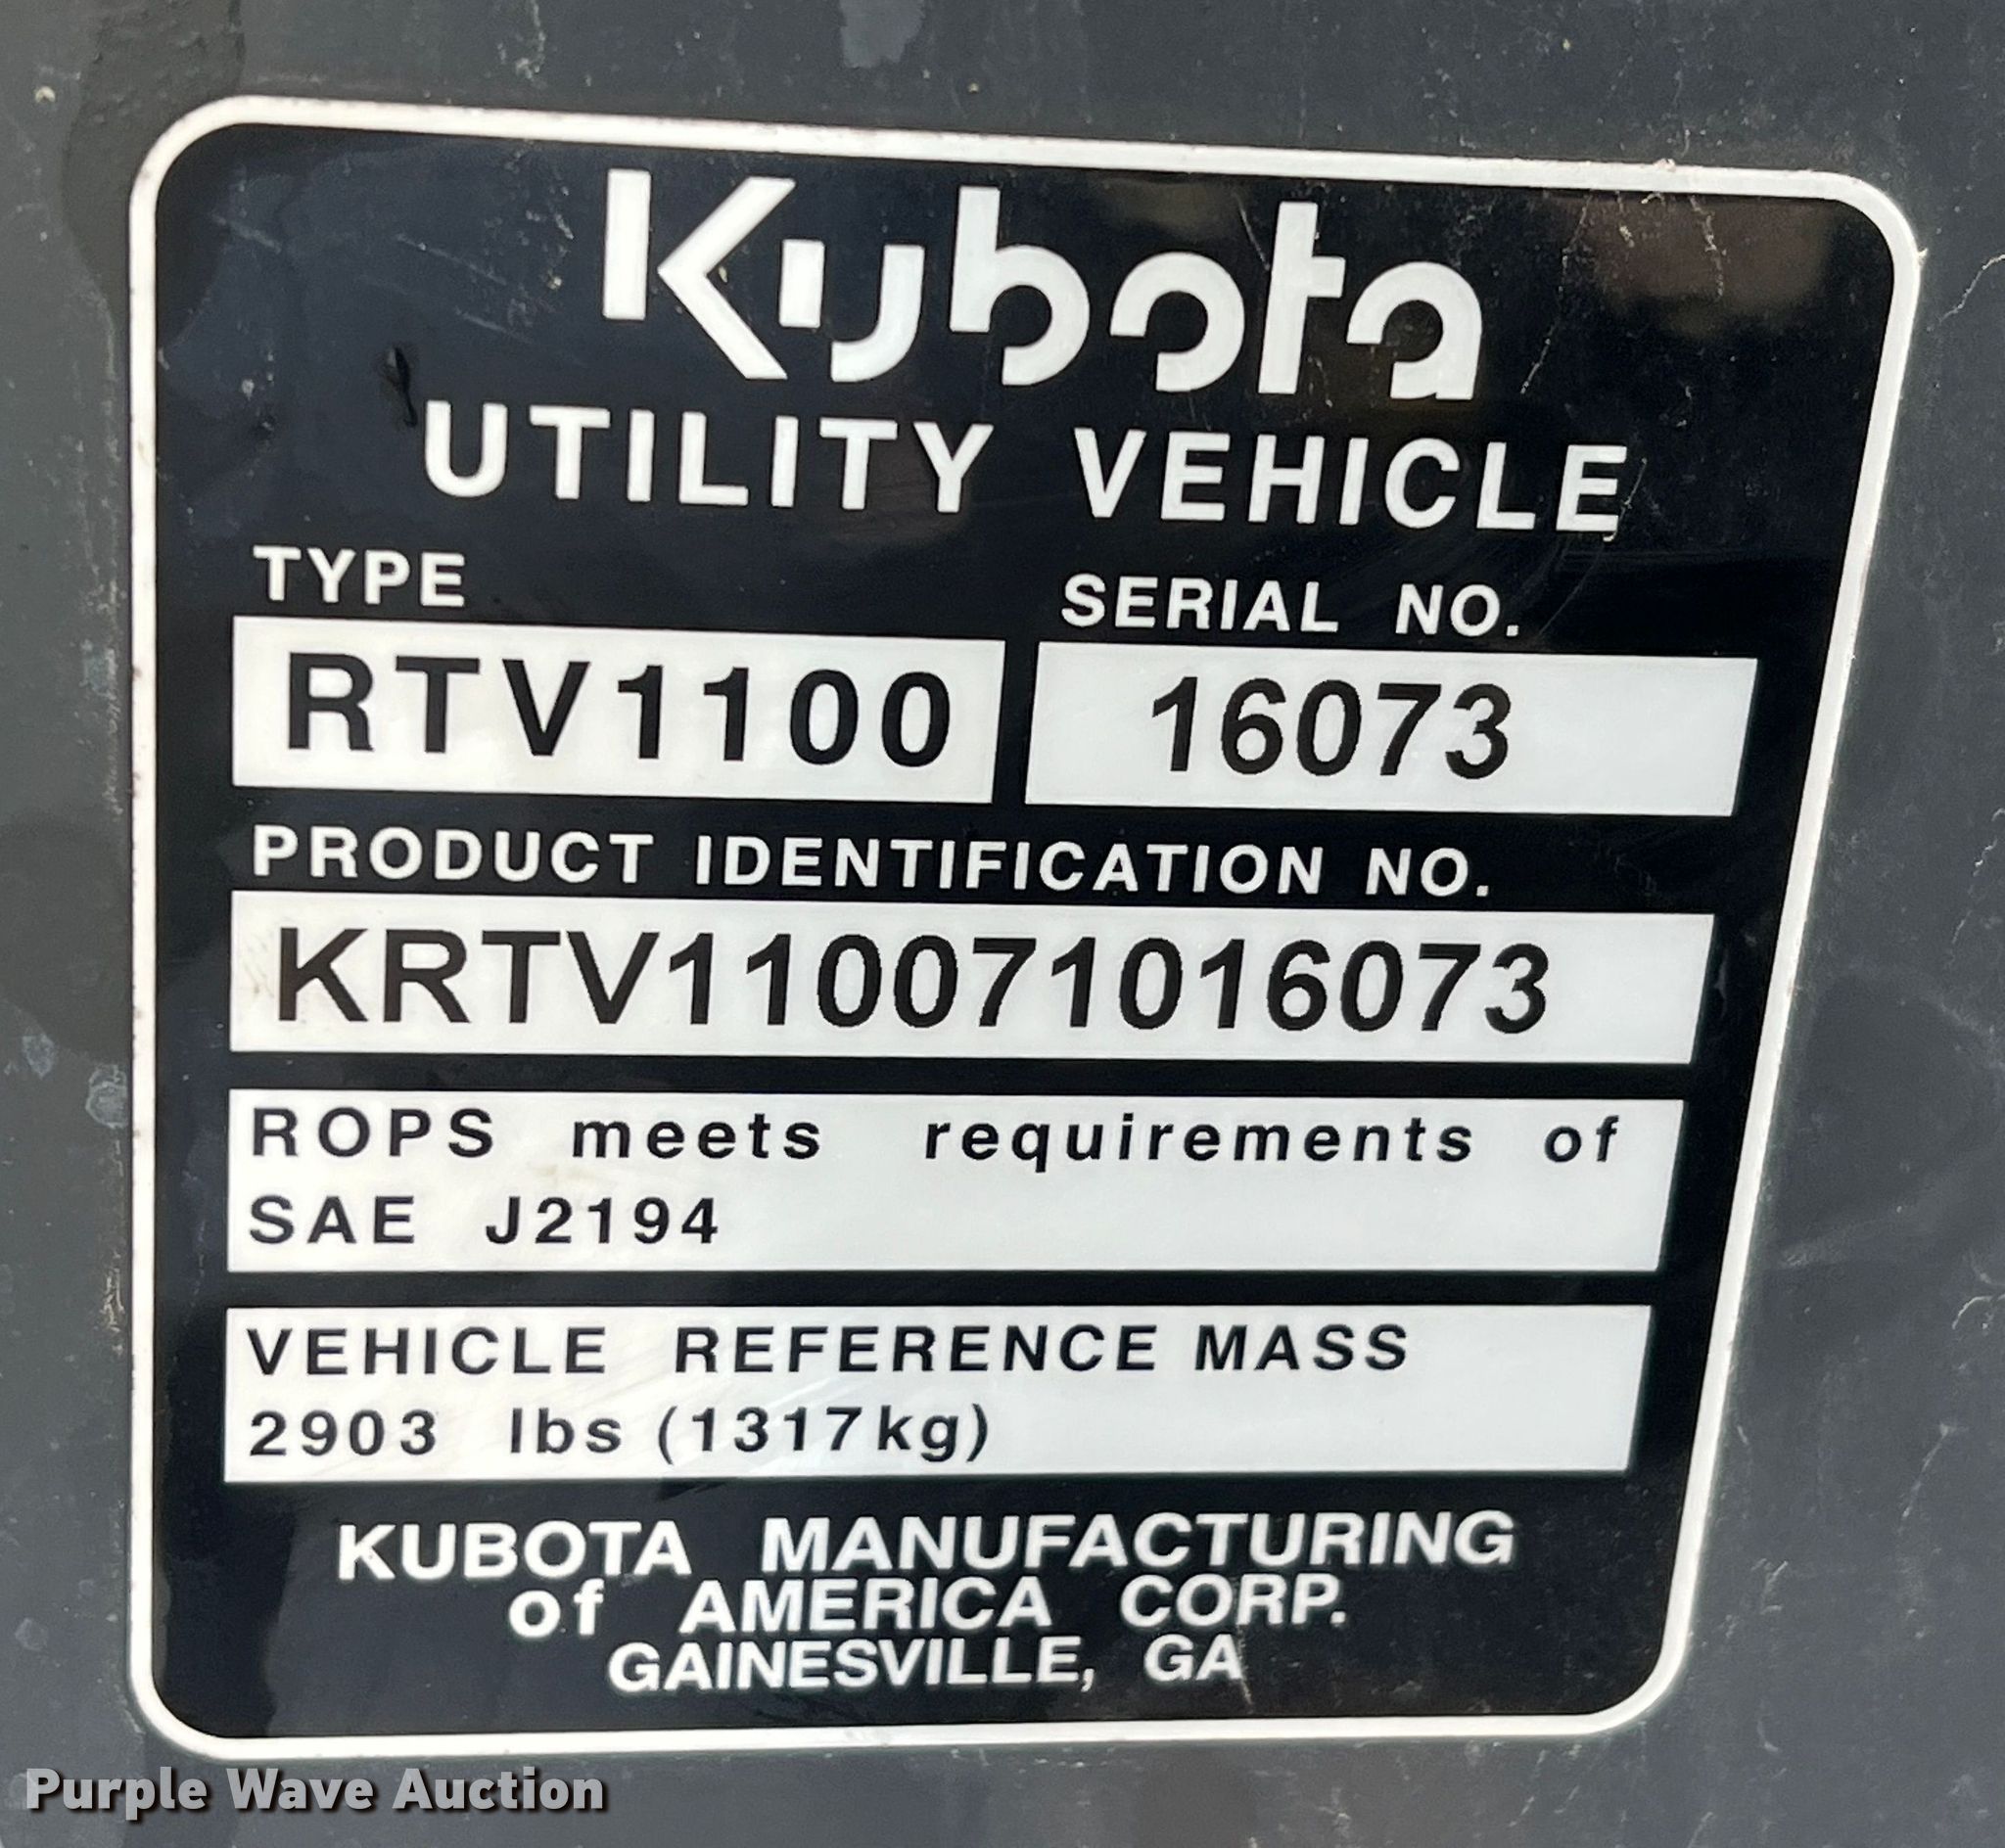 Kubota
UTILITY VEHICLE
TYPE SERIAL NO.
RTV1100 16073
PRODUCT IDENTIFICATION NO.
KRTV110071016073
ROPS meets requirements of
SAE J2194
VEHICLE REFERENCE MASS
2903 lbs (1317kg)
KUBOTA MANUFACTURING
of AMERICA CORP.
GAINESVILLE, GA
Purple Wave Auction